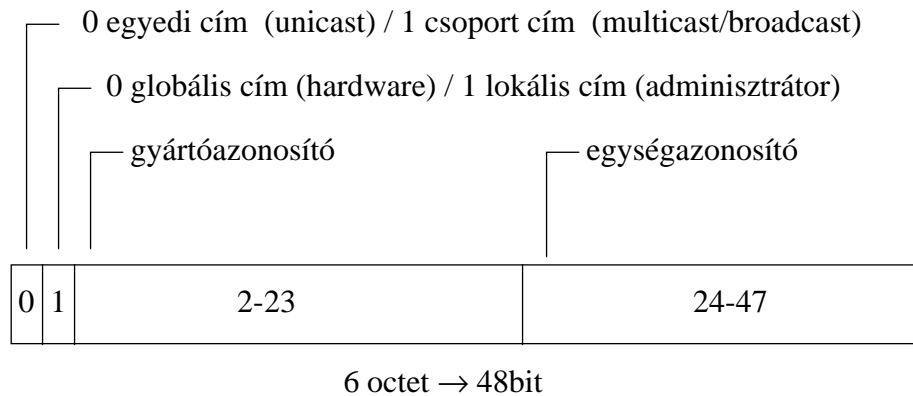 0 egyedi cím (unicast) / 1 csoport cím (multicast/broadcast)
0 globális cím (hardware) / 1 lokális cím (adminisztrátor)
gyártóazonosító egységazonosító
0 1 2-23 24-47
6 octet → 48bit